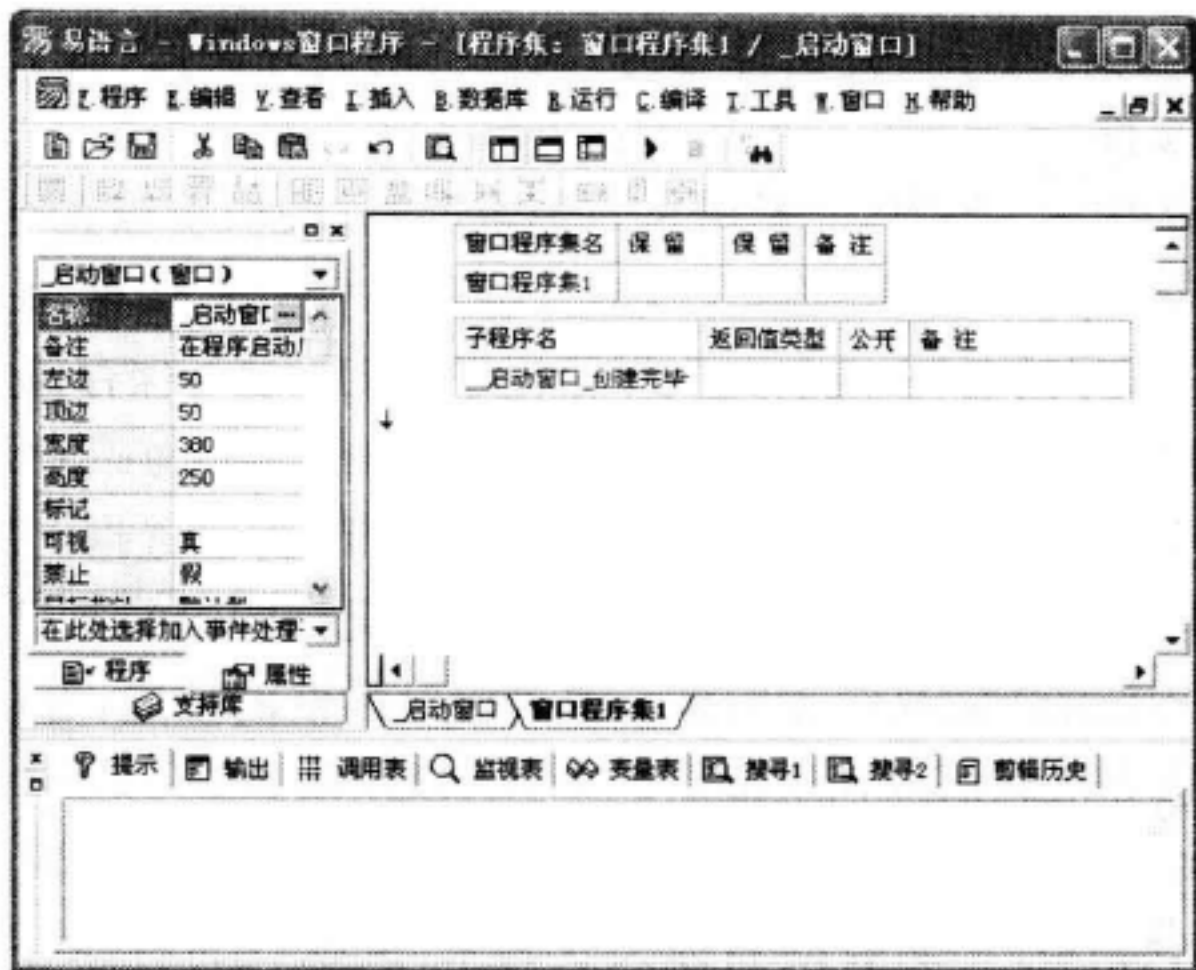 易语言 - Windows窗口程序 - [程序集: 窗口程序集1 / _启动窗口]
F.程序 E.编辑 V.查看 I.插入 B.数据库 R.运行 C.编译 T.工具 W.窗口 H.帮助
_启动窗口(窗口)
名称 _启动窗
备注 在程序启动
左边 50
顶边 50
宽度 380
高度 250
标记
可视 真
禁止 假
在此处选择加入事件处理
程序 属性
支持库
窗口程序集名 保 留 保 留 备 注
窗口程序集1
子程序名 返回值类型 公开 备 注
__启动窗口_创建完毕
_启动窗口 窗口程序集1
提示 输出 调用表 监视表 变量表 搜寻1 搜寻2 剪辑历史